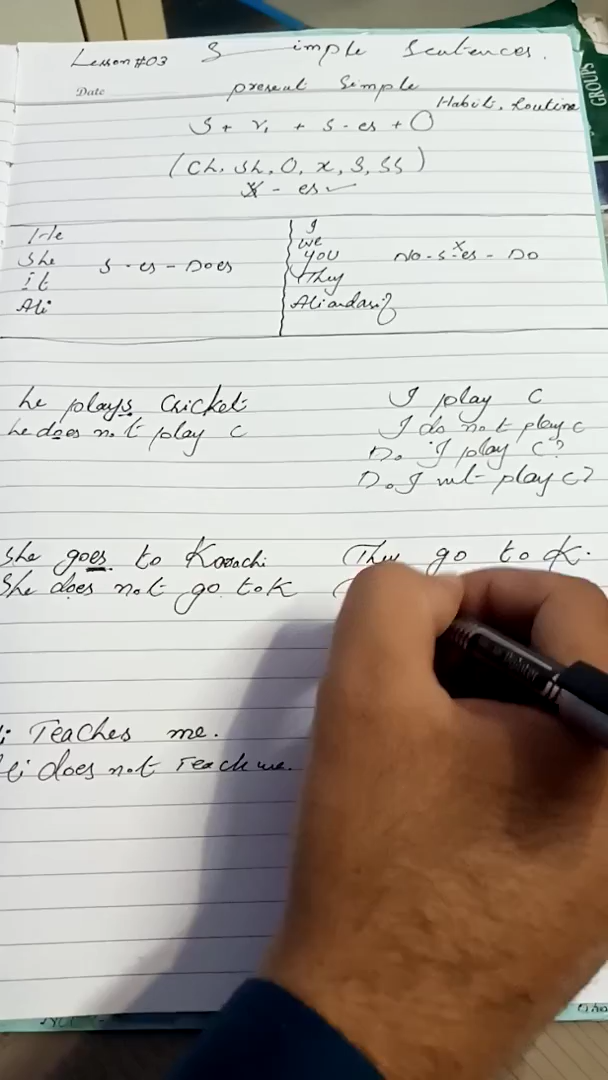 Lesson #03 Simple Sentences.
Date present Simple
Habit, Routine
S + V1 + s-es + O
(Ch, Sh, O, x, S, SS)
X - es ✓
He
She
It
Ali
S - es - Does
I
we
you
They
Ali and asif
No - S - es - Do
x
he plays Cricket
he does not play C
I play C
I do not play C
Do I play C?
Do I not play C?
She goes to Karachi
She does not go to K
They go to K.
Teaches me.
does not Teach me.
GROUPS